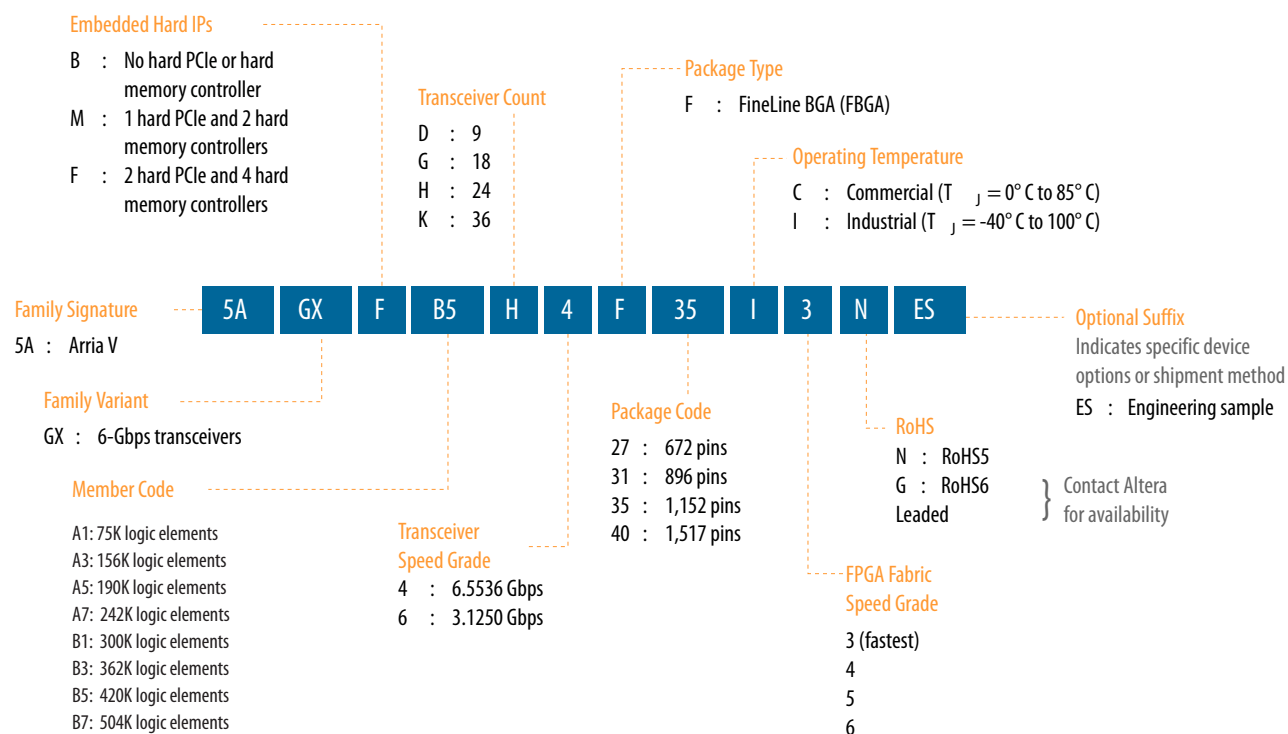 Embedded Hard IPs
B : No hard PCIe or hard
memory controller
M : 1 hard PCIe and 2 hard
memory controllers
F : 2 hard PCIe and 4 hard
memory controllers
Transceiver Count
D : 9
G : 18
H : 24
K : 36
Package Type
F : FineLine BGA (FBGA)
Operating Temperature
C : Commercial (T J = 0° C to 85° C)
I : Industrial (T J = -40° C to 100° C)
Family Signature
5A : Arria V
5A GX F B5 H 4 F 35 I 3 N ES
Optional Suffix
Indicates specific device
options or shipment method
ES : Engineering sample
Family Variant
GX : 6-Gbps transceivers
Member Code
A1: 75K logic elements
A3: 156K logic elements
A5: 190K logic elements
A7: 242K logic elements
B1: 300K logic elements
B3: 362K logic elements
B5: 420K logic elements
B7: 504K logic elements
Transceiver
Speed Grade
4 : 6.5536 Gbps
6 : 3.1250 Gbps
Package Code
27 : 672 pins
31 : 896 pins
35 : 1,152 pins
40 : 1,517 pins
RoHS
N : RoHS5
G : RoHS6
Leaded
} Contact Altera
for availability
FPGA Fabric
Speed Grade
3 (fastest)
4
5
6